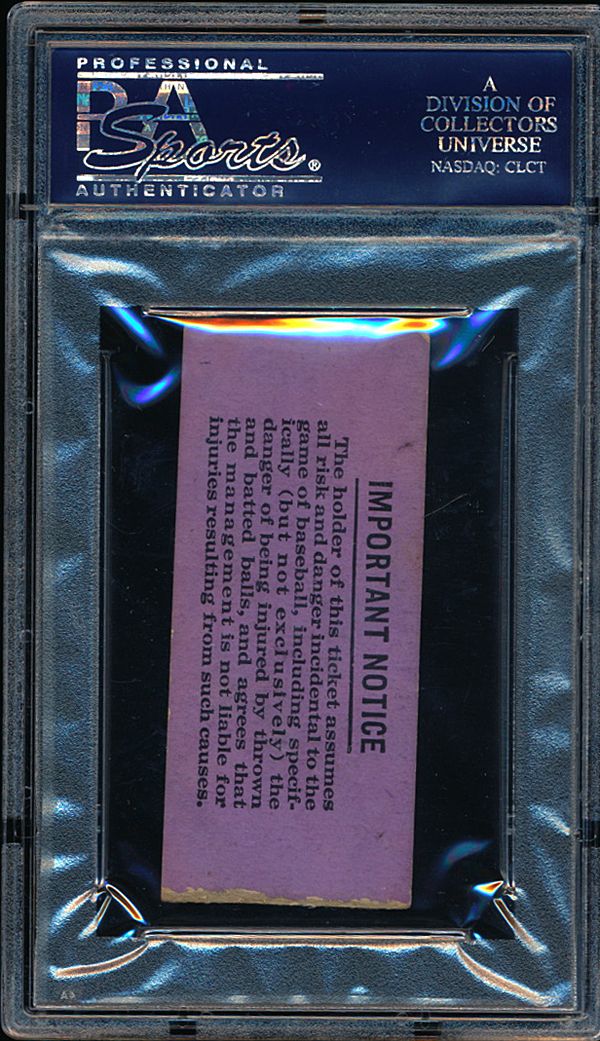 PROFESSIONAL
PSA
Sports®
AUTHENTICATOR
A
DIVISION OF
COLLECTORS
UNIVERSE
NASDAQ: CLCT
IMPORTANT NOTICE
The holder of this ticket assumes
all risk and danger incidental to the
game of baseball, including specif-
ically (but not exclusively) the
danger of being injured by thrown
and batted balls, and agrees that
the management is not liable for
injuries resulting from such causes.